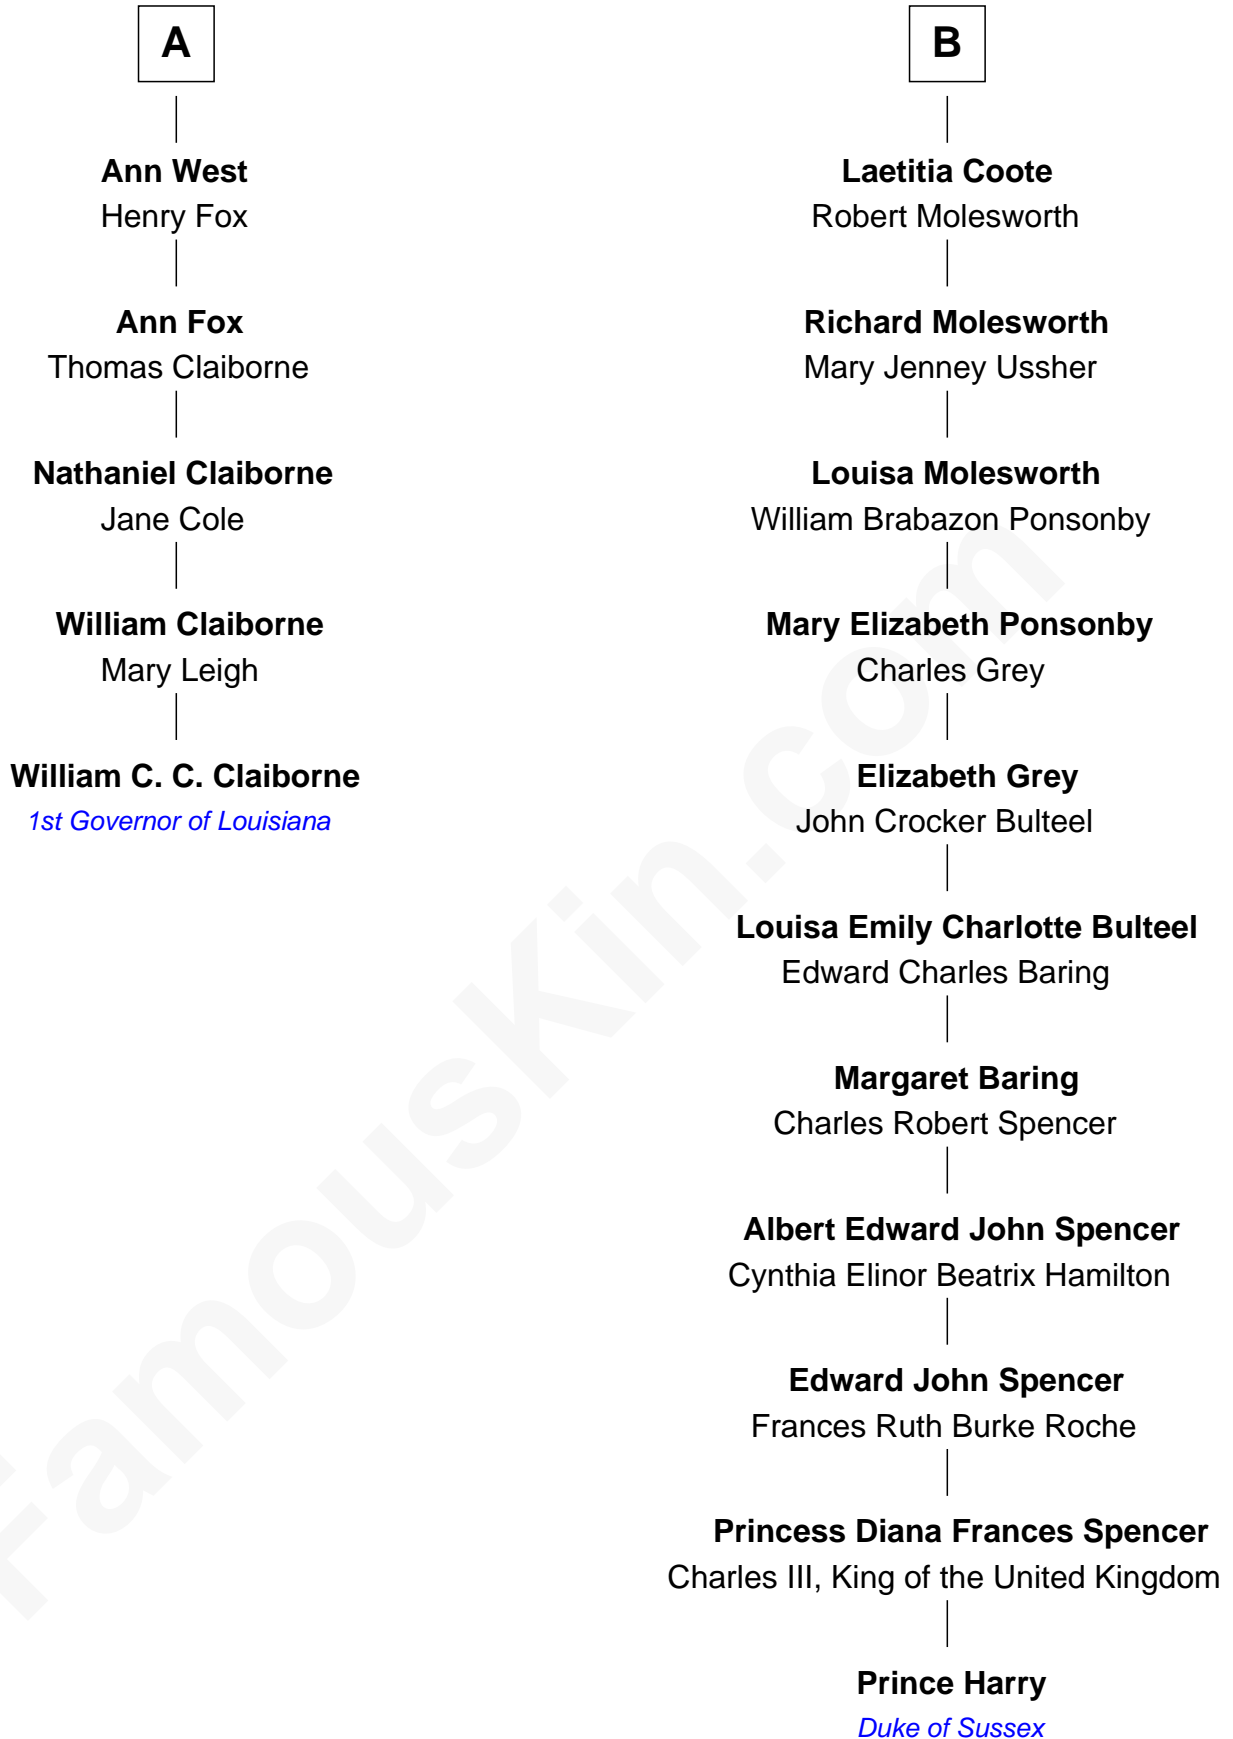 A
Ann West
Henry Fox
Ann Fox
Thomas Claiborne
Nathaniel Claiborne
Jane Cole
William Claiborne
Mary Leigh
William C. C. Claiborne
1st Governor of Louisiana
B
Laetitia Coote
Robert Molesworth
Richard Molesworth
Mary Jenney Ussher
Louisa Molesworth
William Brabazon Ponsonby
Mary Elizabeth Ponsonby
Charles Grey
Elizabeth Grey
John Crocker Bulteel
Louisa Emily Charlotte Bulteel
Edward Charles Baring
Margaret Baring
Charles Robert Spencer
Albert Edward John Spencer
Cynthia Elinor Beatrix Hamilton
Edward John Spencer
Frances Ruth Burke Roche
Princess Diana Frances Spencer
Charles III, King of the United Kingdom
Prince Harry
Duke of Sussex
FamousKin.com